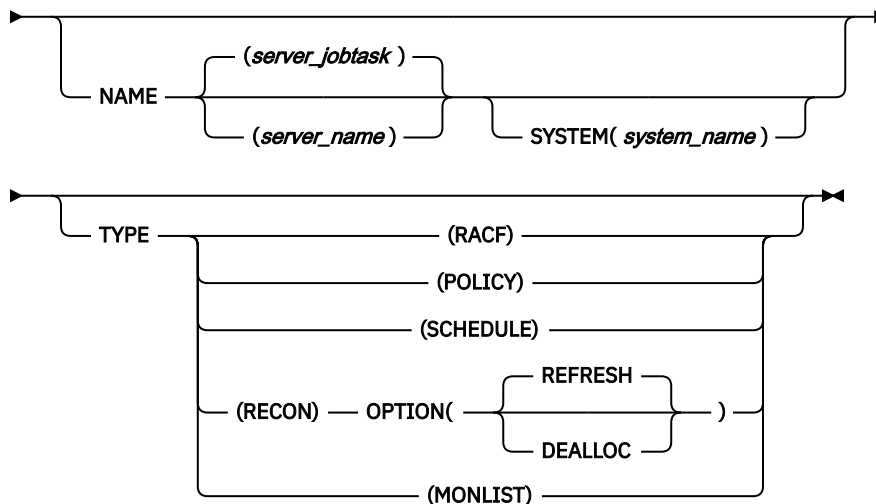 (server_jobtask )
NAME
(server_name )
SYSTEM( system_name )
TYPE
(RACF)
(POLICY)
(SCHEDULE)
REFRESH
(RECON) OPTION( )
DEALLOC
(MONLIST)